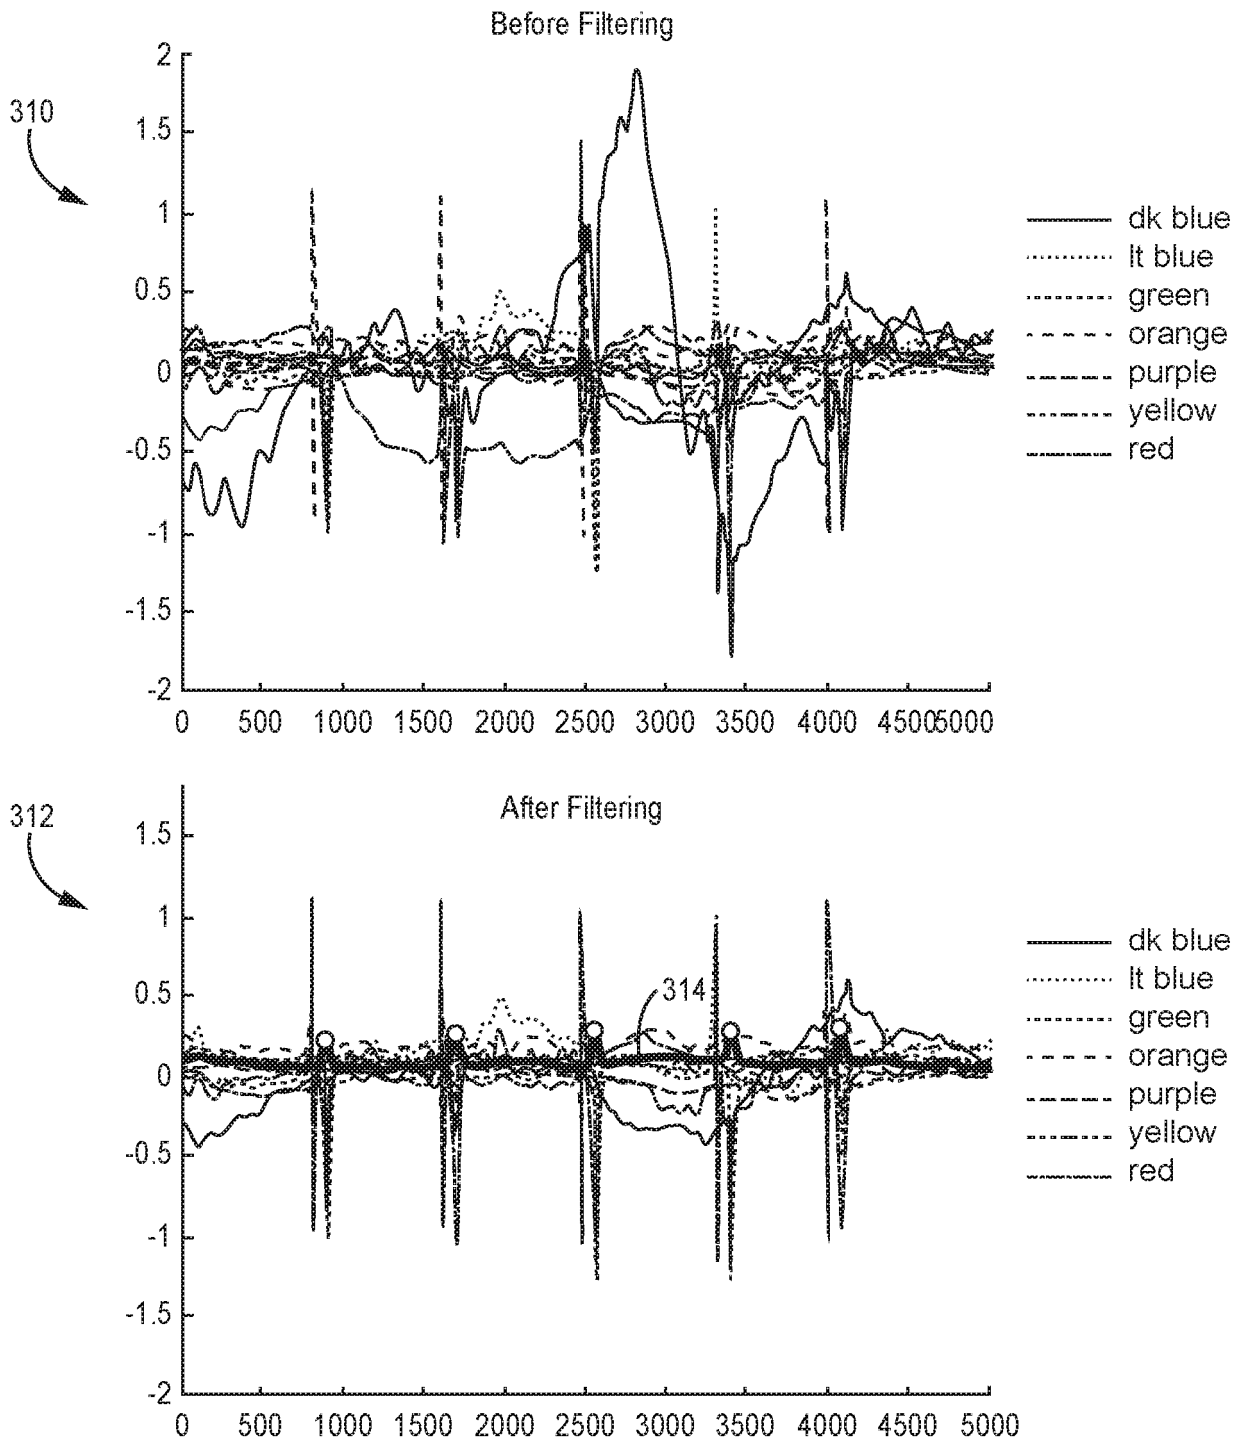 Before Filtering
310
2
1.5
1
0.5
0
-0.5
-1
-1.5
-2
0 500 1000 1500 2000 2500 3000 3500 4000 4500 5000
dk blue
lt blue
green
orange
purple
yellow
red
After Filtering
312
314
1.5
1
0.5
0
-0.5
-1
-1.5
-2
0 500 1000 1500 2000 2500 3000 3500 4000 4500 5000
dk blue
lt blue
green
orange
purple
yellow
red